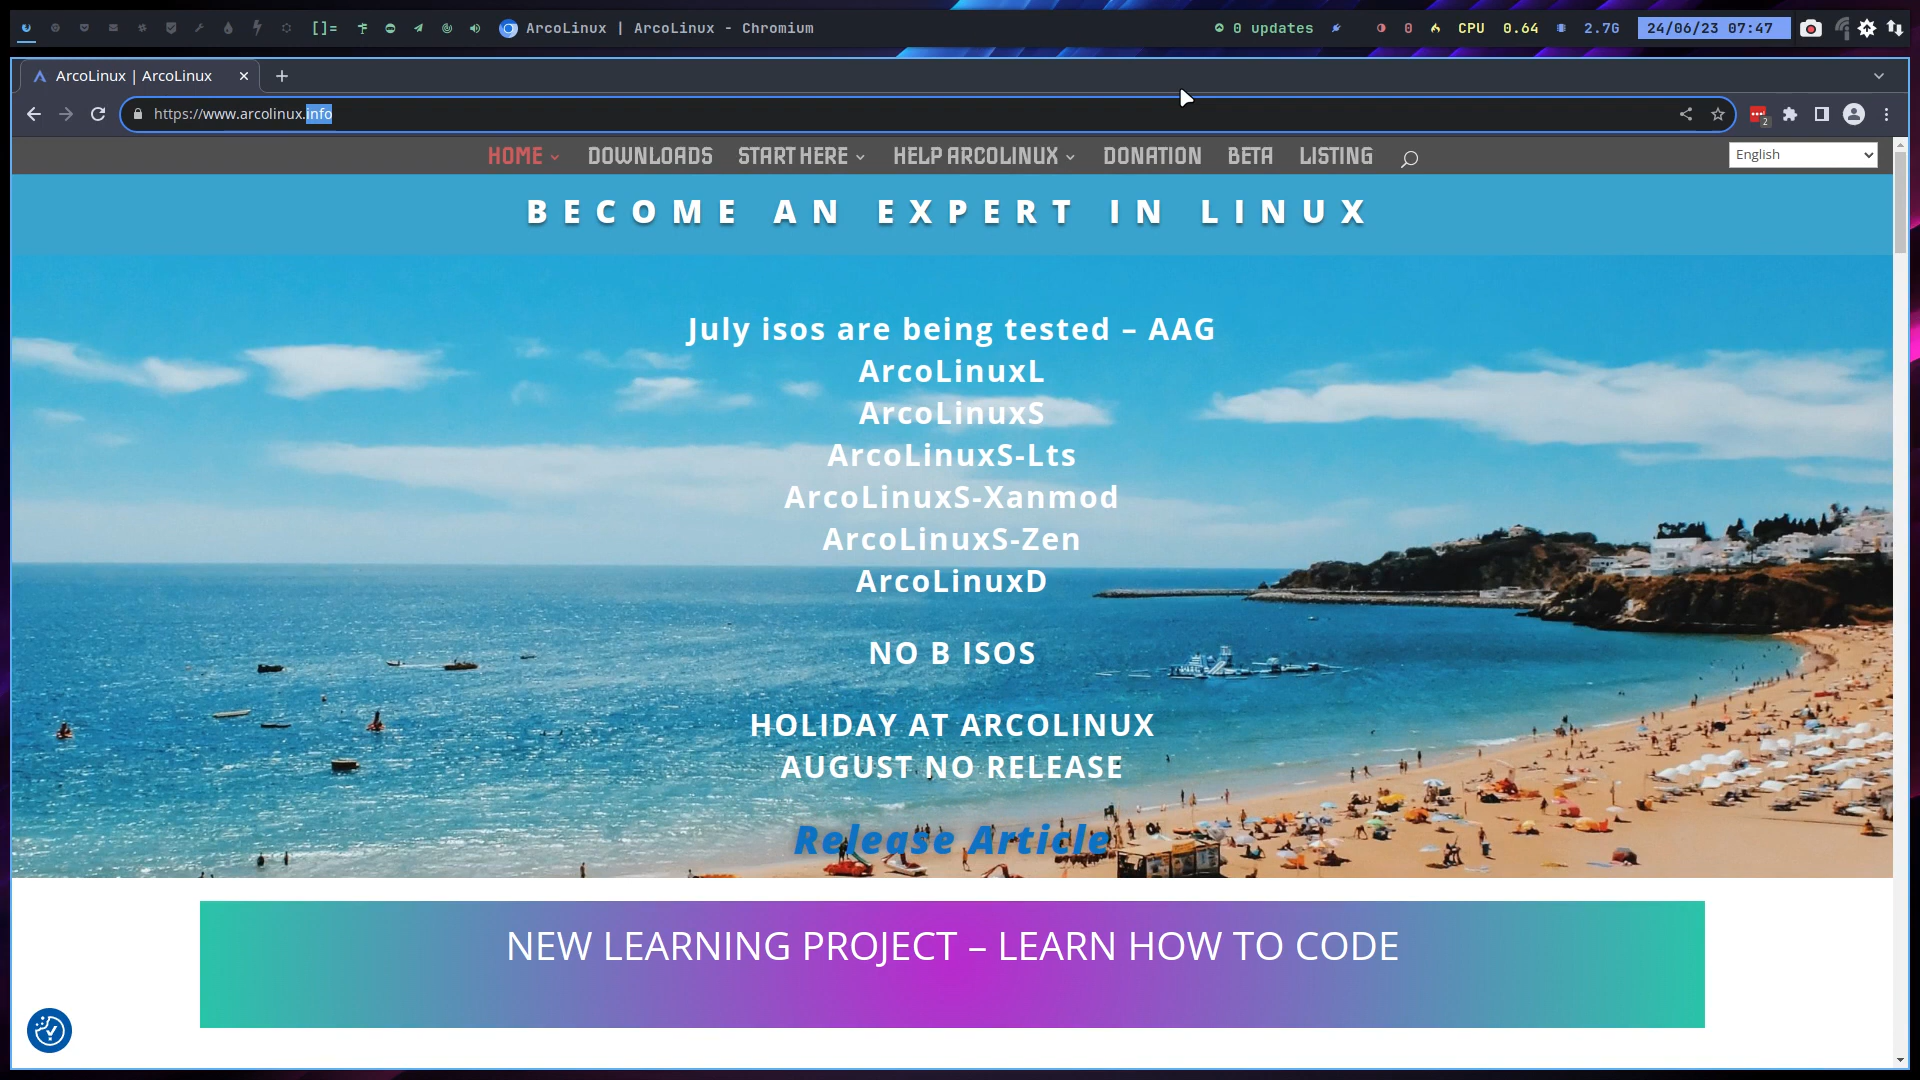 []= ArcoLinux | ArcoLinux - Chromium 0 updates 0 CPU 0.64 2.7G 24/06/23 07:47
ArcoLinux | ArcoLinux
https://www.arcolinux.info 2
HOME DOWNLOADS START HERE HELP ARCOLINUX DONATION BETA LISTING English
BECOME AN EXPERT IN LINUX
July isos are being tested – AAG
ArcoLinuxL
ArcoLinuxS
ArcoLinuxS-Lts
ArcoLinuxS-Xanmod
ArcoLinuxS-Zen
ArcoLinuxD
NO B ISOS
HOLIDAY AT ARCOLINUX
AUGUST NO RELEASE
Release Article
NEW LEARNING PROJECT – LEARN HOW TO CODE